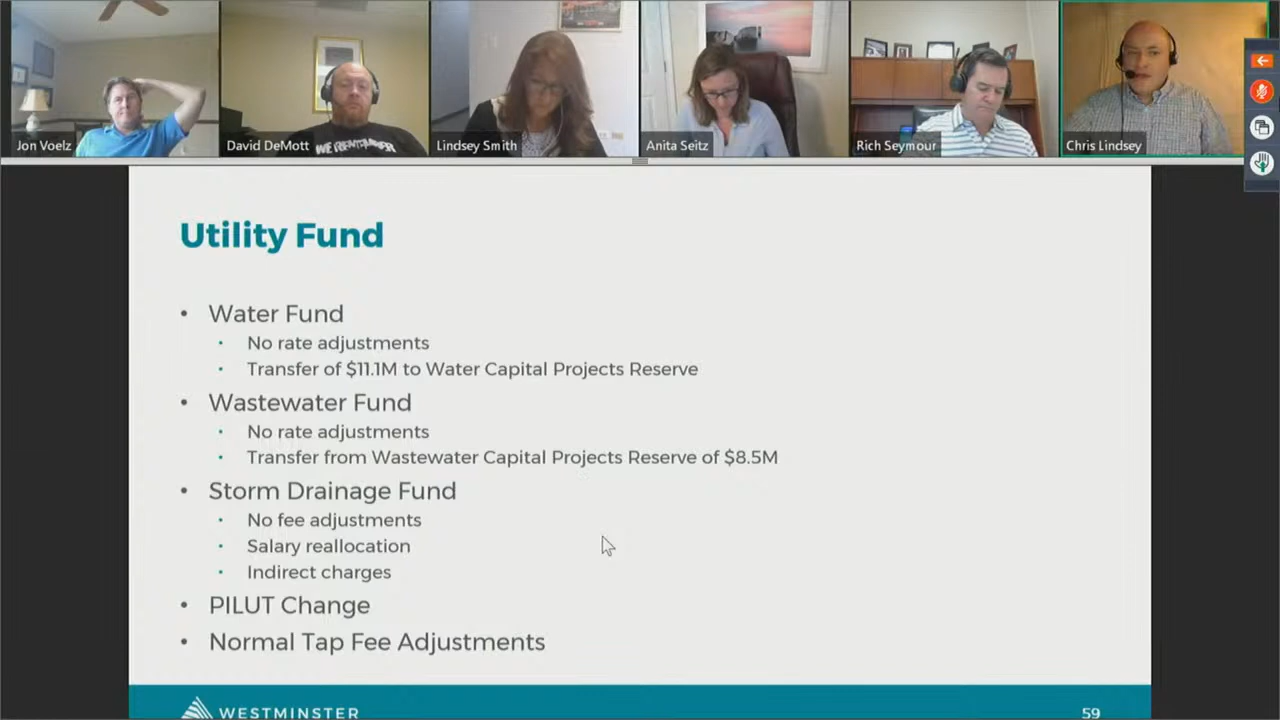 Jon Voelz
David DeMott
Lindsey Smith
Anita Seitz
Rich Seymour
Chris Lindsey
Utility Fund
• Water Fund
• No rate adjustments
• Transfer of $11.1M to Water Capital Projects Reserve
• Wastewater Fund
• No rate adjustments
• Transfer from Wastewater Capital Projects Reserve of $8.5M
• Storm Drainage Fund
• No fee adjustments
• Salary reallocation
• Indirect charges
• PILUT Change
• Normal Tap Fee Adjustments
WESTMINSTER
59